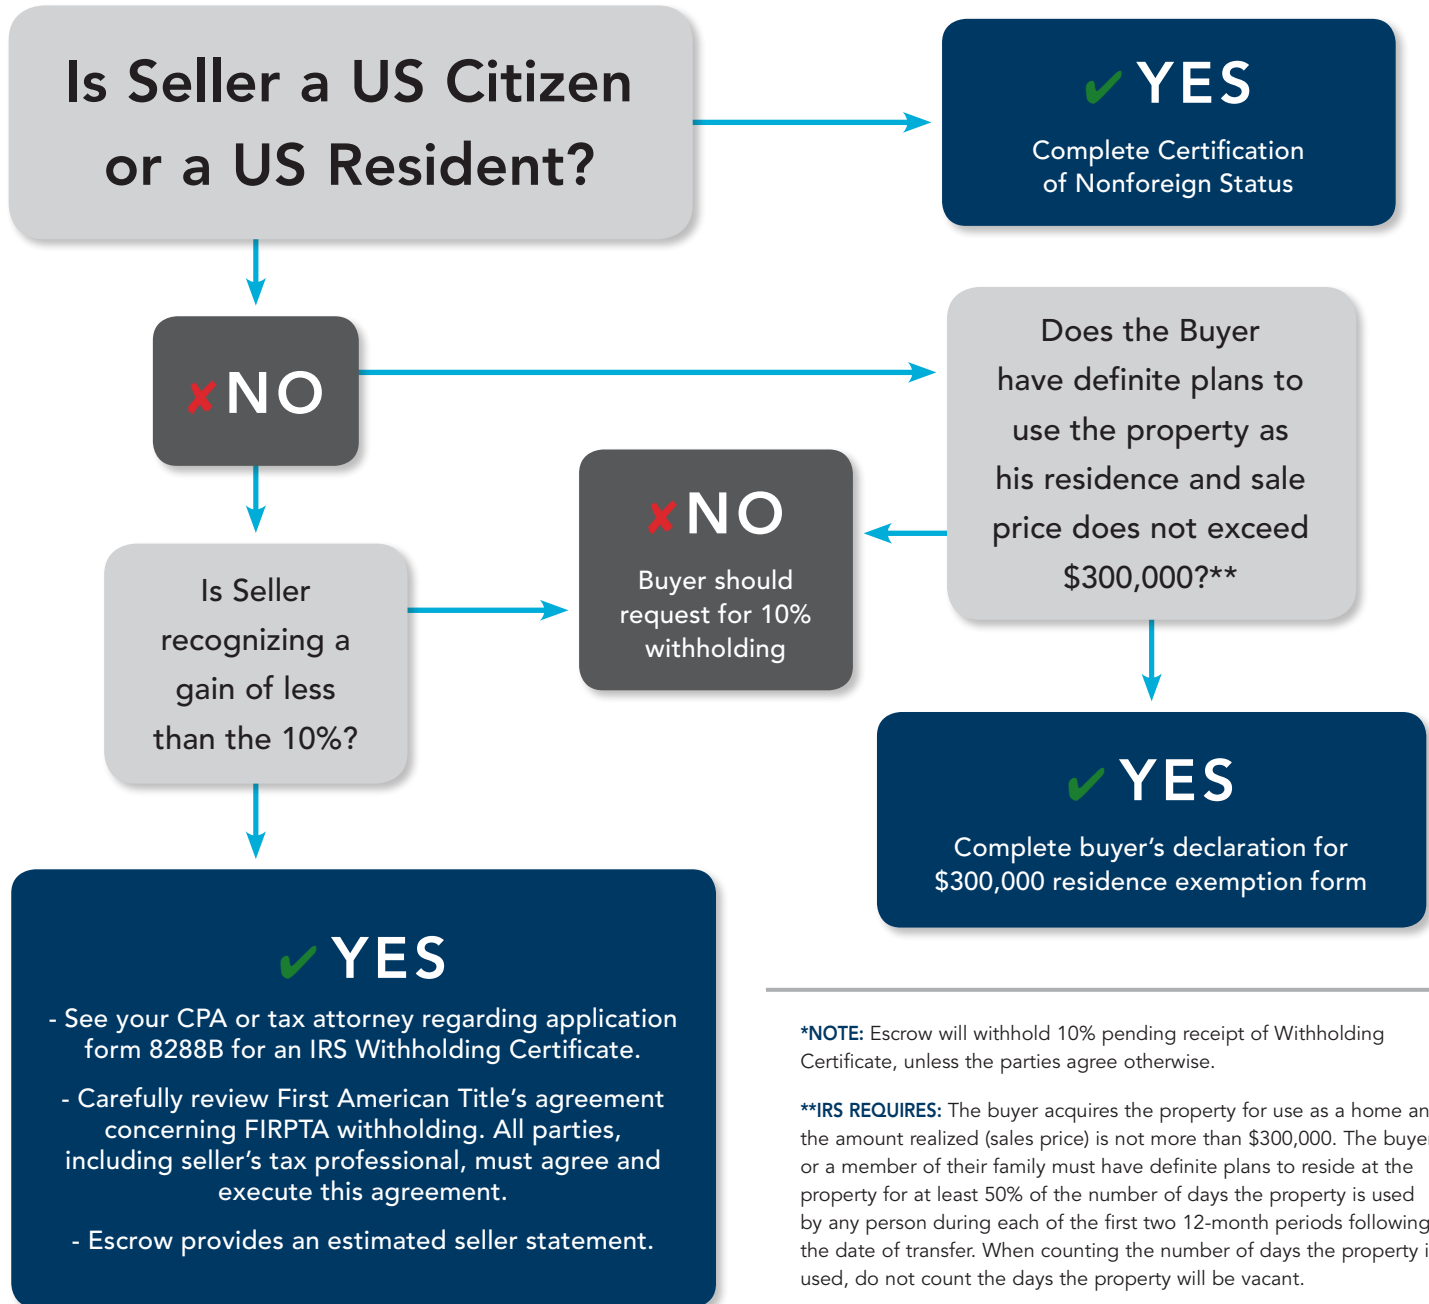 Is Seller a US Citizen
or a US Resident?
✔ YES
Complete Certification
of Nonforeign Status
✘ NO
Does the Buyer
have definite plans to
use the property as
his residence and sale
price does not exceed
$300,000?**
✘ NO
Buyer should
request for 10%
withholding
Is Seller
recognizing a
gain of less
than the 10%?
✔ YES
Complete buyer's declaration for
$300,000 residence exemption form
✔ YES
- See your CPA or tax attorney regarding application
form 8288B for an IRS Withholding Certificate.
- Carefully review First American Title's agreement
concerning FIRPTA withholding. All parties,
including seller's tax professional, must agree and
execute this agreement.
- Escrow provides an estimated seller statement.
*NOTE: Escrow will withhold 10% pending receipt of Withholding
Certificate, unless the parties agree otherwise.
**IRS REQUIRES: The buyer acquires the property for use as a home an
the amount realized (sales price) is not more than $300,000. The buyer
or a member of their family must have definite plans to reside at the
property for at least 50% of the number of days the property is used
by any person during each of the first two 12-month periods following
the date of transfer. When counting the number of days the property i
used, do not count the days the property will be vacant.